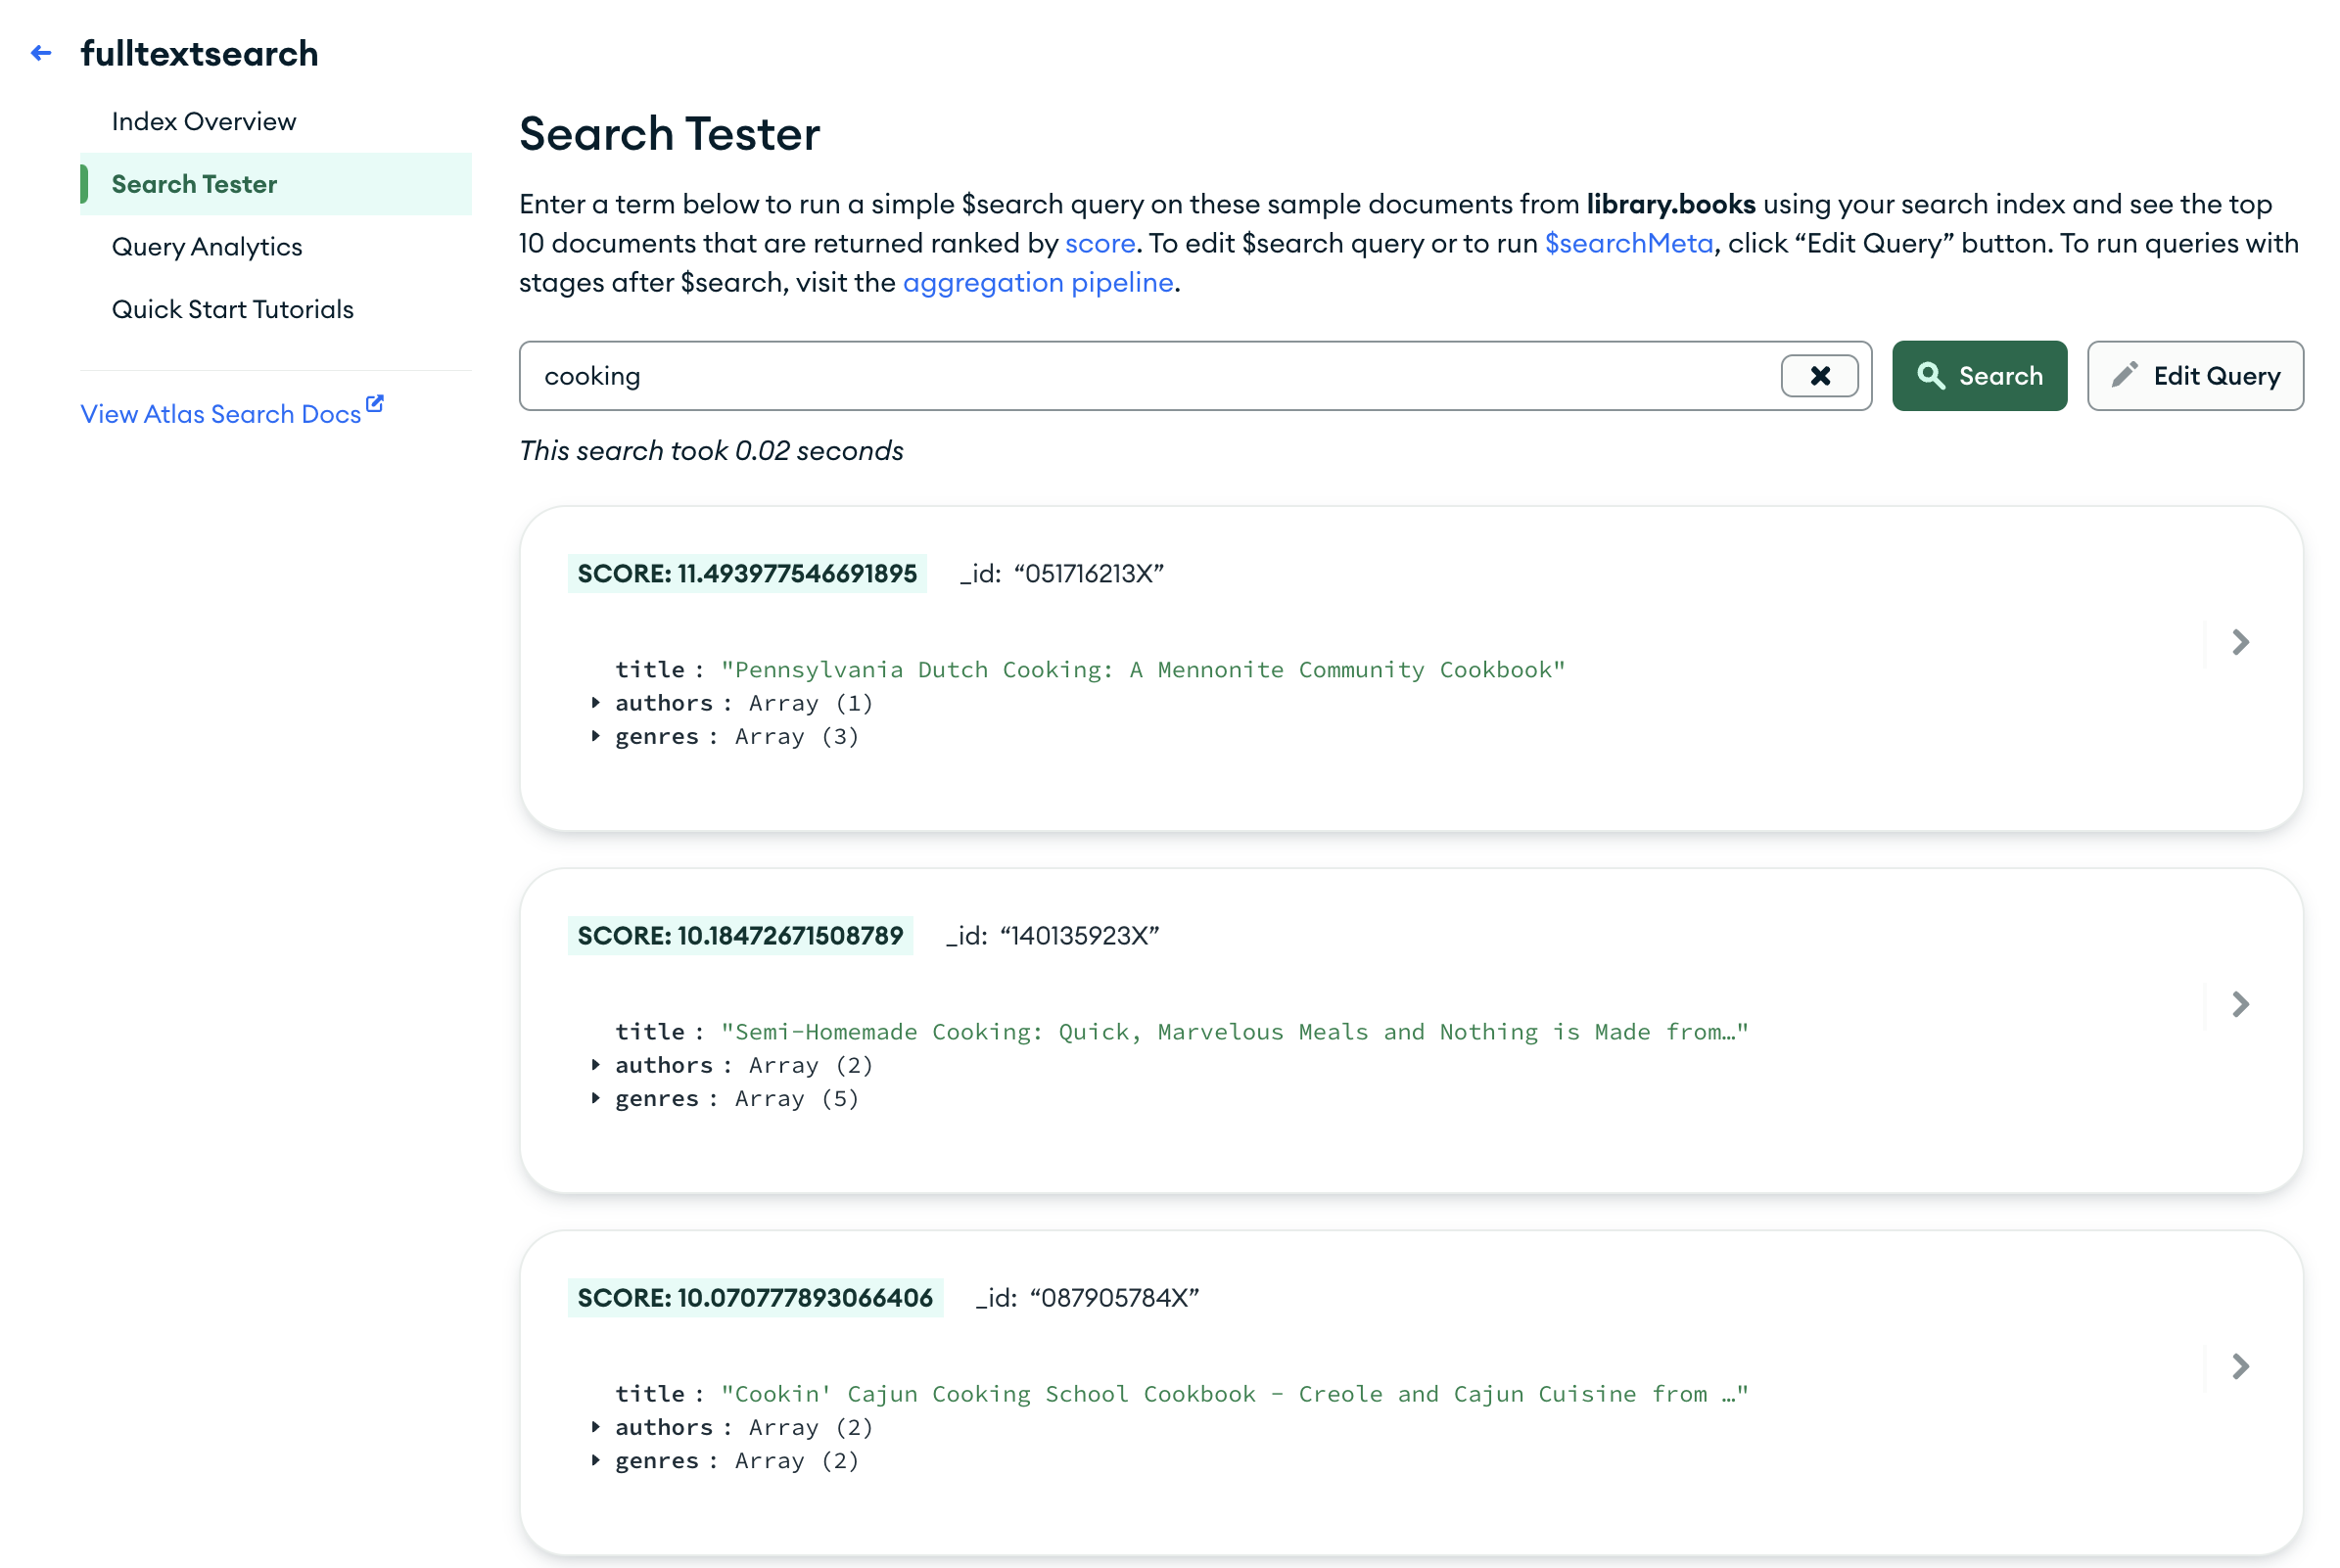 fulltextsearch
Index Overview
Search Tester
Query Analytics
Quick Start Tutorials
View Atlas Search Docs
Search Tester
Enter a term below to run a simple $search query on these sample documents from library.books using your search index and see the top
10 documents that are returned ranked by score. To edit $search query or to run $searchMeta, click “Edit Query” button. To run queries with
stages after $search, visit the aggregation pipeline.
cooking
Search
Edit Query
This search took 0.02 seconds
SCORE: 11.493977546691895 _id: “051716213X”
title : "Pennsylvania Dutch Cooking: A Mennonite Community Cookbook"
authors : Array (1)
genres : Array (3)
SCORE: 10.18472671508789 _id: “140135923X”
title : "Semi-Homemade Cooking: Quick, Marvelous Meals and Nothing is Made from…"
authors : Array (2)
genres : Array (5)
SCORE: 10.070777893066406 _id: “087905784X”
title : "Cookin' Cajun Cooking School Cookbook - Creole and Cajun Cuisine from …"
authors : Array (2)
genres : Array (2)